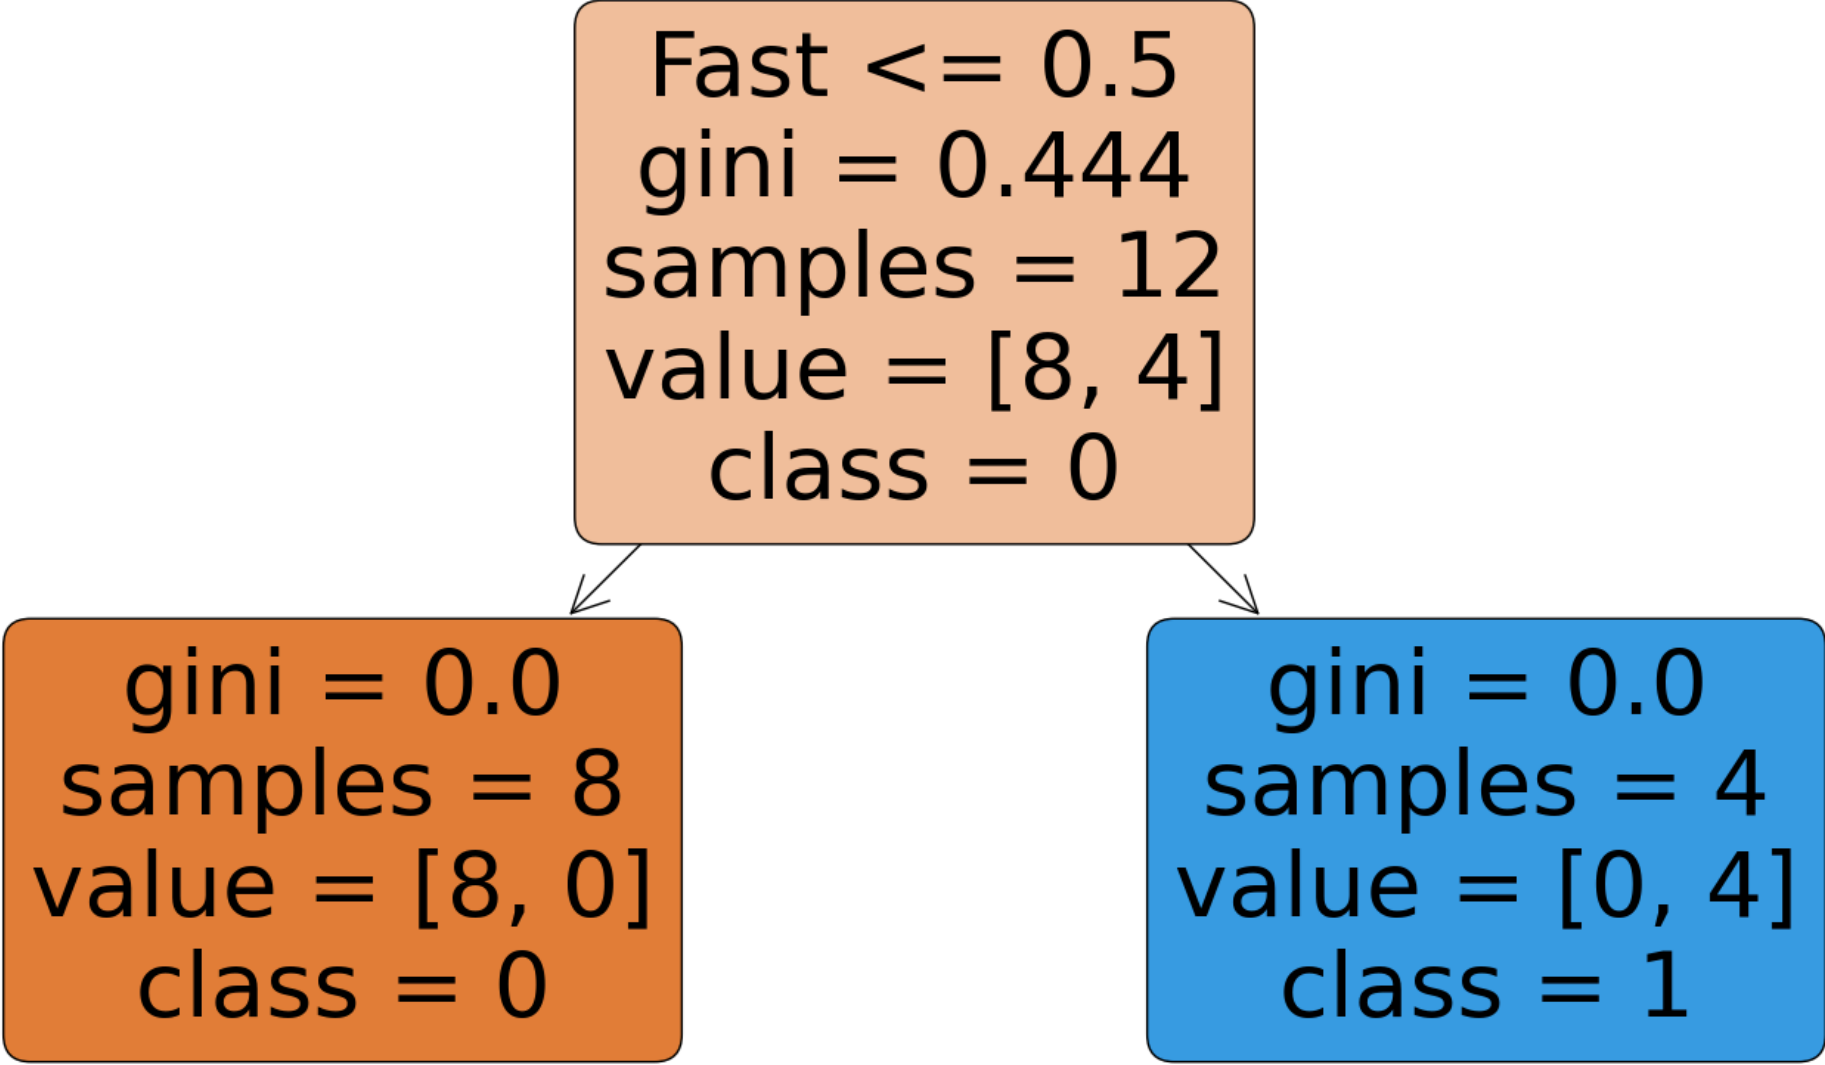 Fast <= 0.5
gini = 0.444
samples = 12
value = [8, 4]
class = 0
gini = 0.0
samples = 8
value = [8, 0]
class = 0
gini = 0.0
samples = 4
value = [0, 4]
class = 1